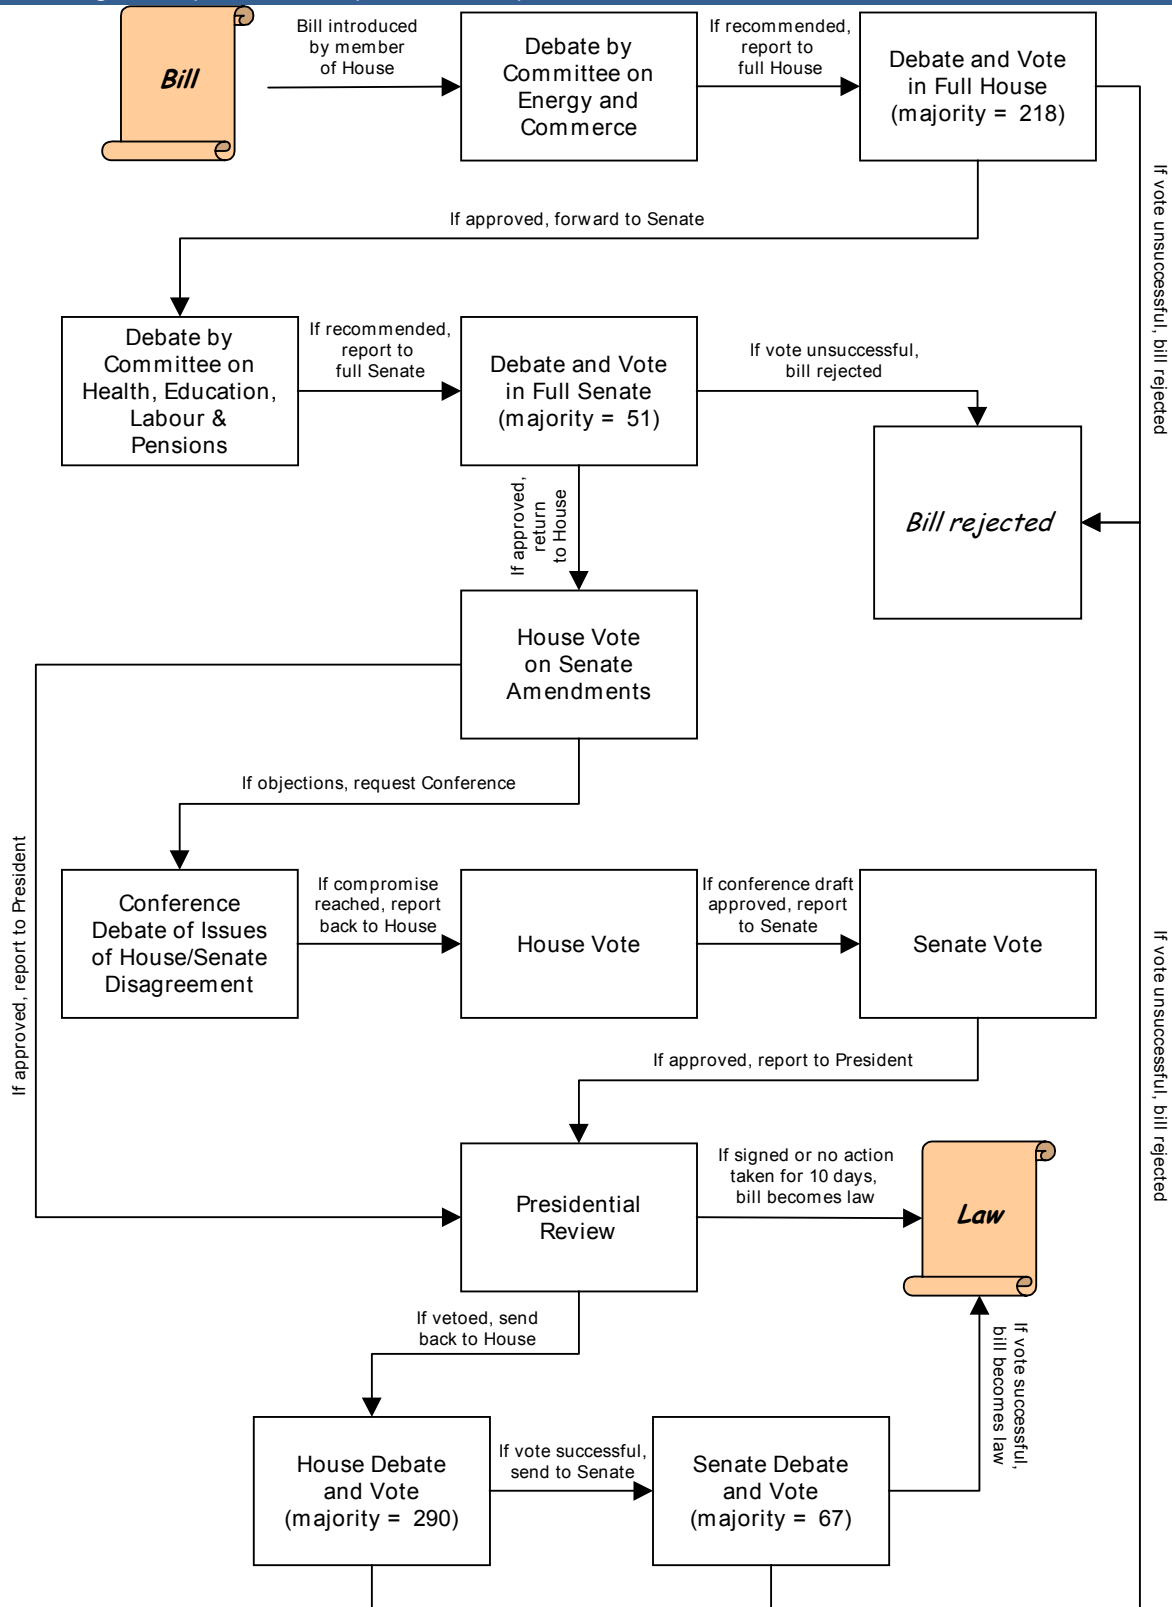 Bill
Bill introduced
by member
of House
Debate by
Committee on
Energy and
Commerce
If recommended,
report to
full House
Debate and Vote
in Full House
(majority = 218)
If vote unsuccessful, bill rejected
If approved, forward to Senate
Debate by
Committee on
Health, Education,
Labour &
Pensions
If recommended,
report to
full Senate
Debate and Vote
in Full Senate
(majority = 51)
If vote unsuccessful,
bill rejected
Bill rejected
If approved,
return
to House
House Vote
on Senate
Amendments
If approved, report to President
If objections, request Conference
Conference
Debate of Issues
of House/Senate
Disagreement
If compromise
reached, report
back to House
House Vote
If conference draft
approved, report
to Senate
Senate Vote
If vote unsuccessful, bill rejected
If approved, report to President
Presidential
Review
If signed or no action
taken for 10 days,
bill becomes law
Law
If vetoed, send
back to House
House Debate
and Vote
(majority = 290)
If vote successful,
send to Senate
Senate Debate
and Vote
(majority = 67)
If vote successful,
bill becomes law